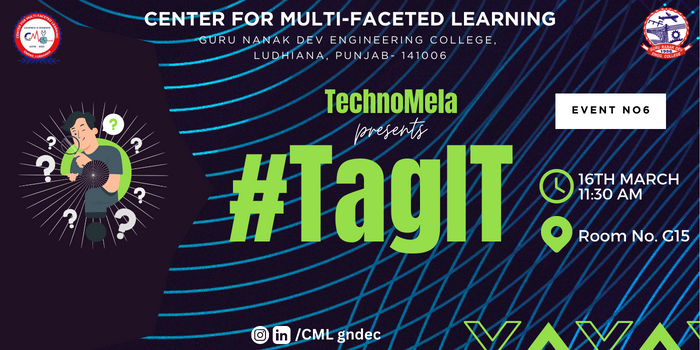 CENTER FOR MULTI-FACETED LEARNING
GURU NANAK DEV ENGINEERING COLLEGE,
LUDHIANA, PUNJAB- 141006
TechnoMela
presents
#TagIT
EVENT NO6
16TH MARCH
11:30 AM
Room No. G15
/CML gndec